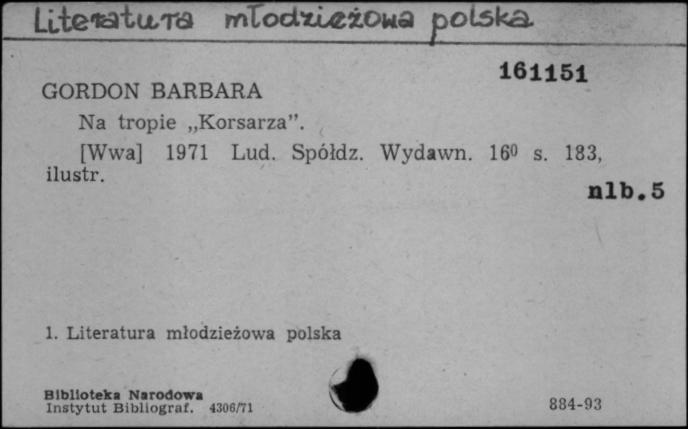 Literatura młodzieżowa polska
161151
GORDON BARBARA
Na tropie „Korsarza”.
[Wwa] 1971 Lud. Spółdz. Wydawn. 16⁰ s. 183,
ilustr.
nlb.5
1. Literatura młodzieżowa polska
Biblioteka Narodowa
Instytut Bibliograf. 4306/71
884-93